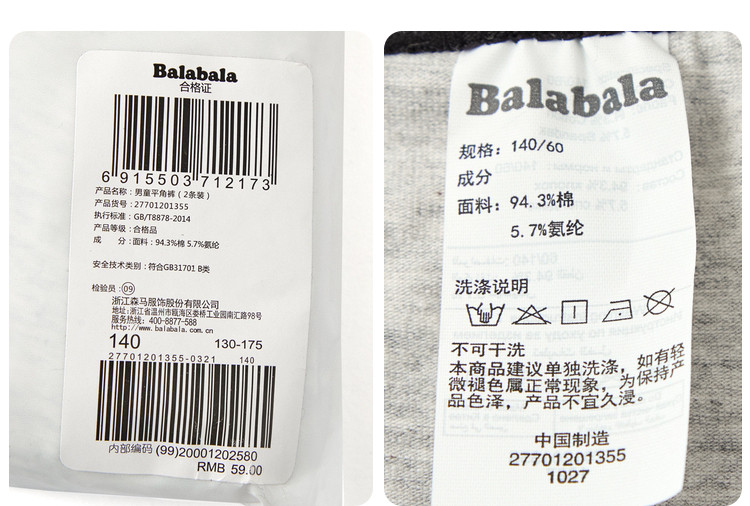 Balabala
合格证
6 915503 712173
产品名称: 男童平角裤 (2条装)
产品货号: 27701201355
执行标准: GB/T8878-2014
产品等级: 合格品
成 分: 面料: 94.3%棉 5.7%氨纶
安全技术类别: 符合GB31701 B类
检验员: 09
浙江森马服饰股份有限公司
地址: 浙江省温州市瓯海区娄桥工业园南汇路98号
服务热线: 400-8877-588
http://www.balabala.com.cn
140 130-175
27701201355-0321 140
内部编码 (99)20001202580
RMB 59.00
Balabala
规格: 140/60
成分
面料: 94.3%棉
5.7%氨纶
洗涤说明
不可干洗
本商品建议单独洗涤, 如有轻
微褪色属正常现象, 为保持产
品色泽, 产品不宜久浸。
中国制造
27701201355
1027